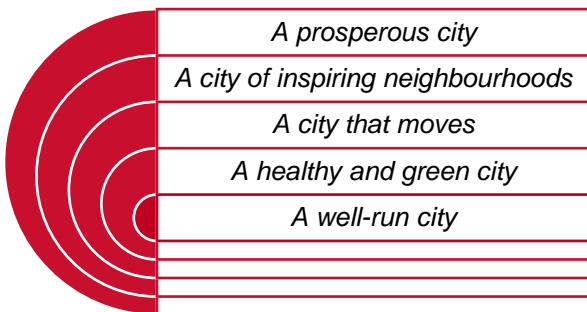 A prosperous city
A city of inspiring neighbourhoods
A city that moves
A healthy and green city
A well-run city